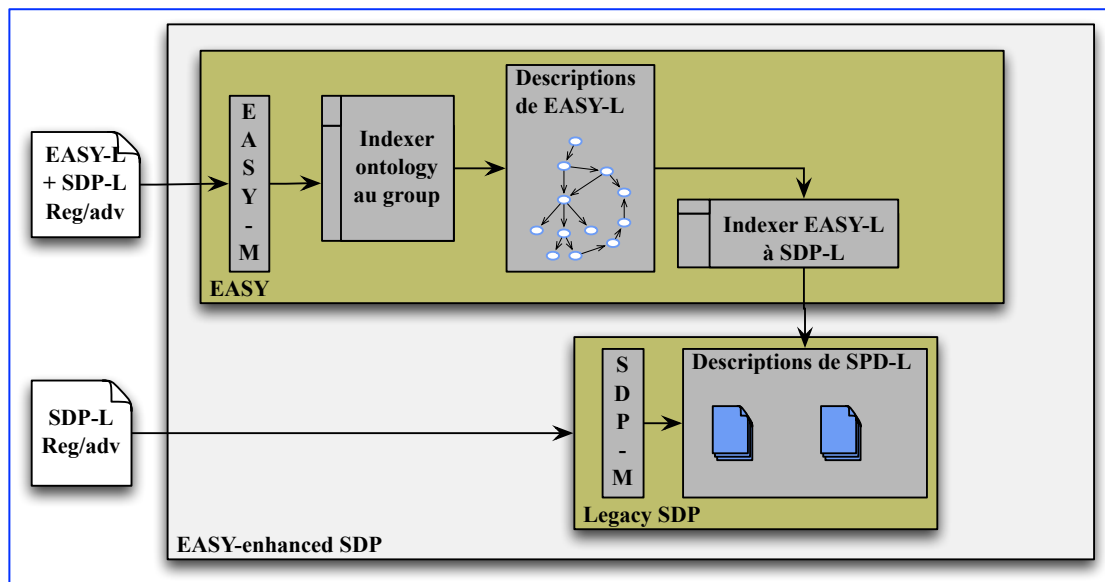 EASY-L
+ SDP-L
Reg/adv
E
A
S
Y
-
M
Indexer
ontology
au group
Descriptions
de EASY-L
Indexer EASY-L
à SDP-L
EASY
SDP-L
Reg/adv
S
D
P
-
M
Descriptions de SPD-L
Legacy SDP
EASY-enhanced SDP